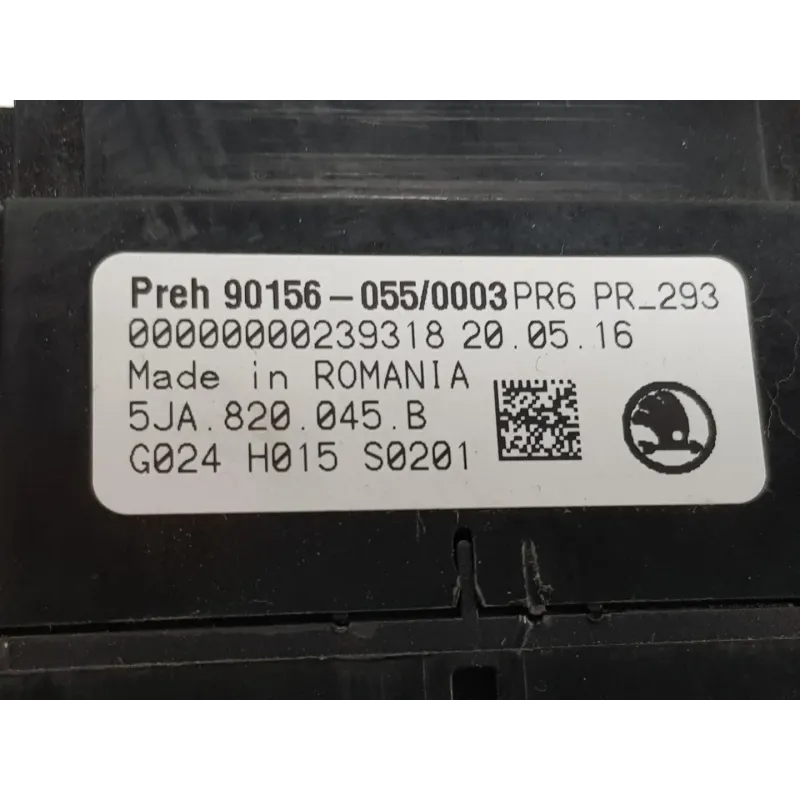 Preh 90156-055/0003 PR6 PR_293
00000000239318 20.05.16
Made in ROMANIA
5JA.820.045.B
G024 H015 S0201